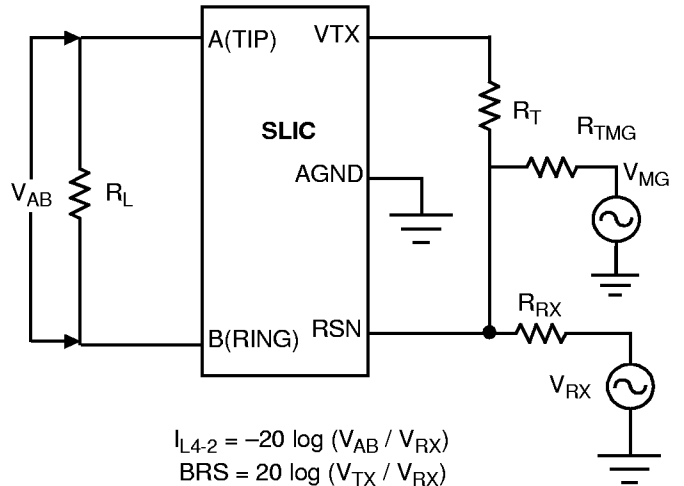 A(TIP)
VTX
R_T
SLIC
R_TMG
V_MG
AGND
V_AB
R_L
R_RX
B(RING)
RSN
V_RX
I_L4-2 = –20 log (V_AB / V_RX)
BRS = 20 log (V_TX / V_RX)